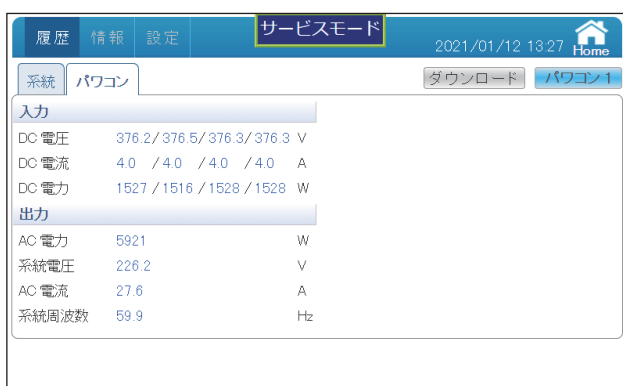 履歴 情報 設定 サービスモード 2021/01/12 13:27 Home
系統 パワコン ダウンロード パワコン 1
入力
DC 電圧 376.2/376.5/376.3/376.3 V
DC 電流 4.0 /4.0 /4.0 /4.0 A
DC 電力 1527/1516/1528/1528 W
出力
AC 電力 5921 W
系統電圧 226.2 V
AC 電流 27.6 A
系統周波数 59.9 Hz